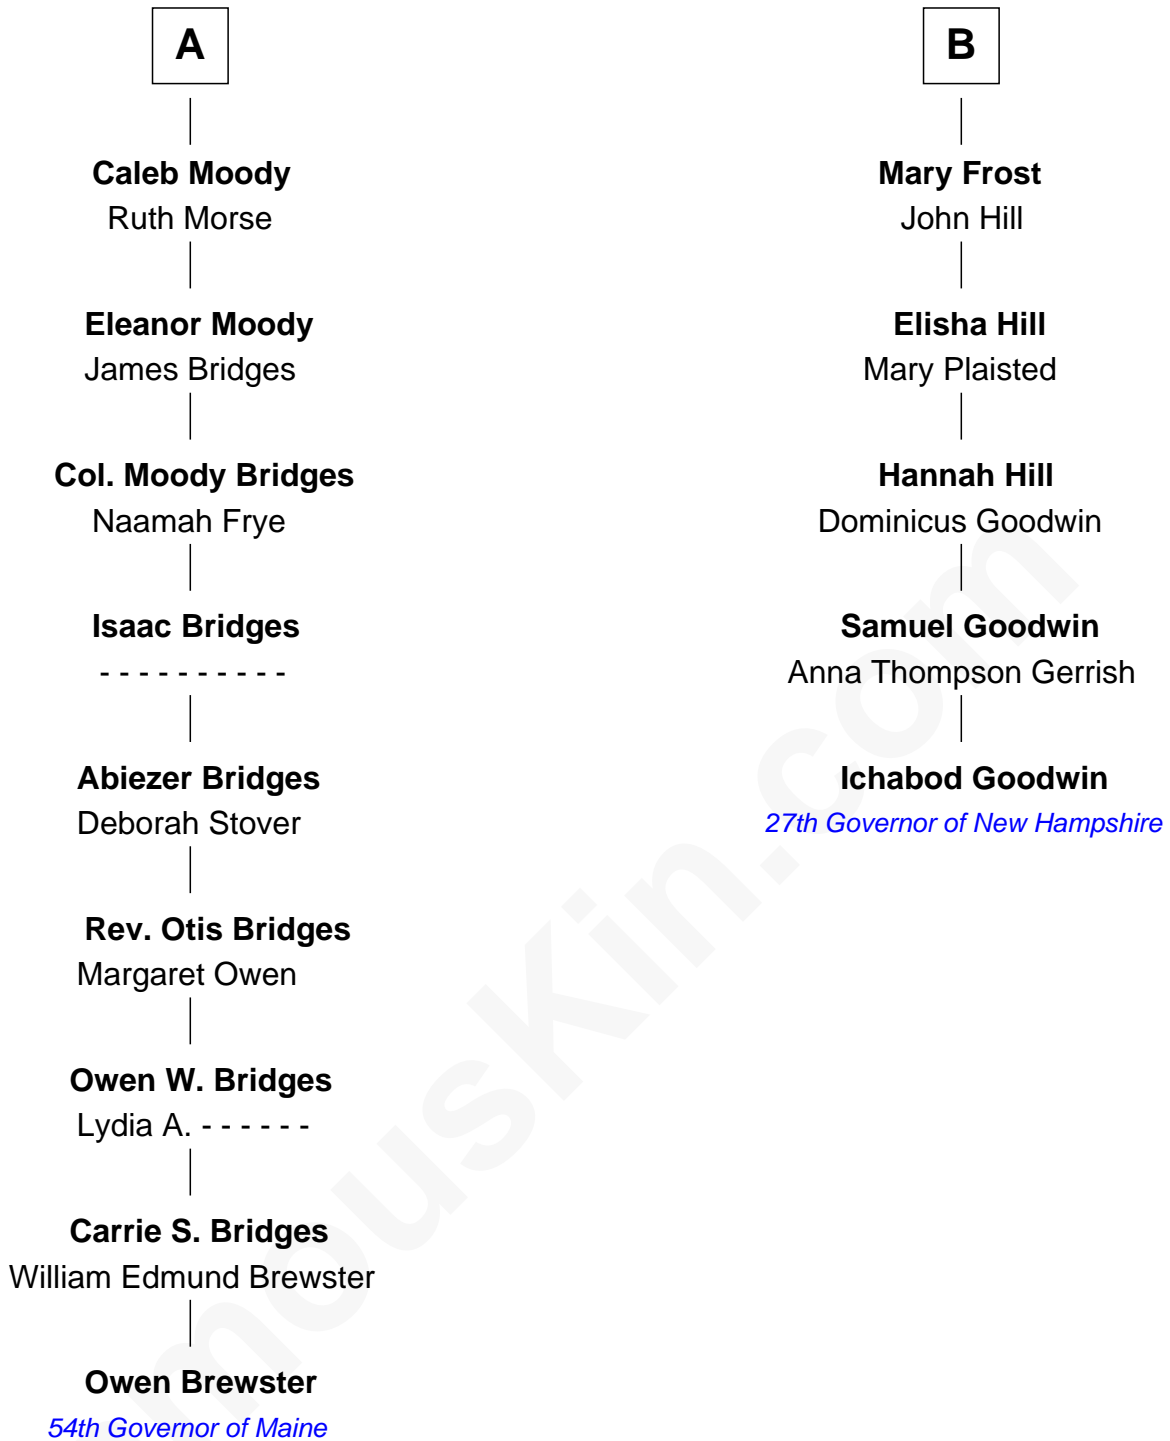 A
Caleb Moody
Ruth Morse
Eleanor Moody
James Bridges
Col. Moody Bridges
Naamah Frye
Isaac Bridges
- - - - - - - - - -
Abiezer Bridges
Deborah Stover
Rev. Otis Bridges
Margaret Owen
Owen W. Bridges
Lydia A. - - - - - -
Carrie S. Bridges
William Edmund Brewster
Owen Brewster
54th Governor of Maine
B
Mary Frost
John Hill
Elisha Hill
Mary Plaisted
Hannah Hill
Dominicus Goodwin
Samuel Goodwin
Anna Thompson Gerrish
Ichabod Goodwin
27th Governor of New Hampshire
mousKin.com